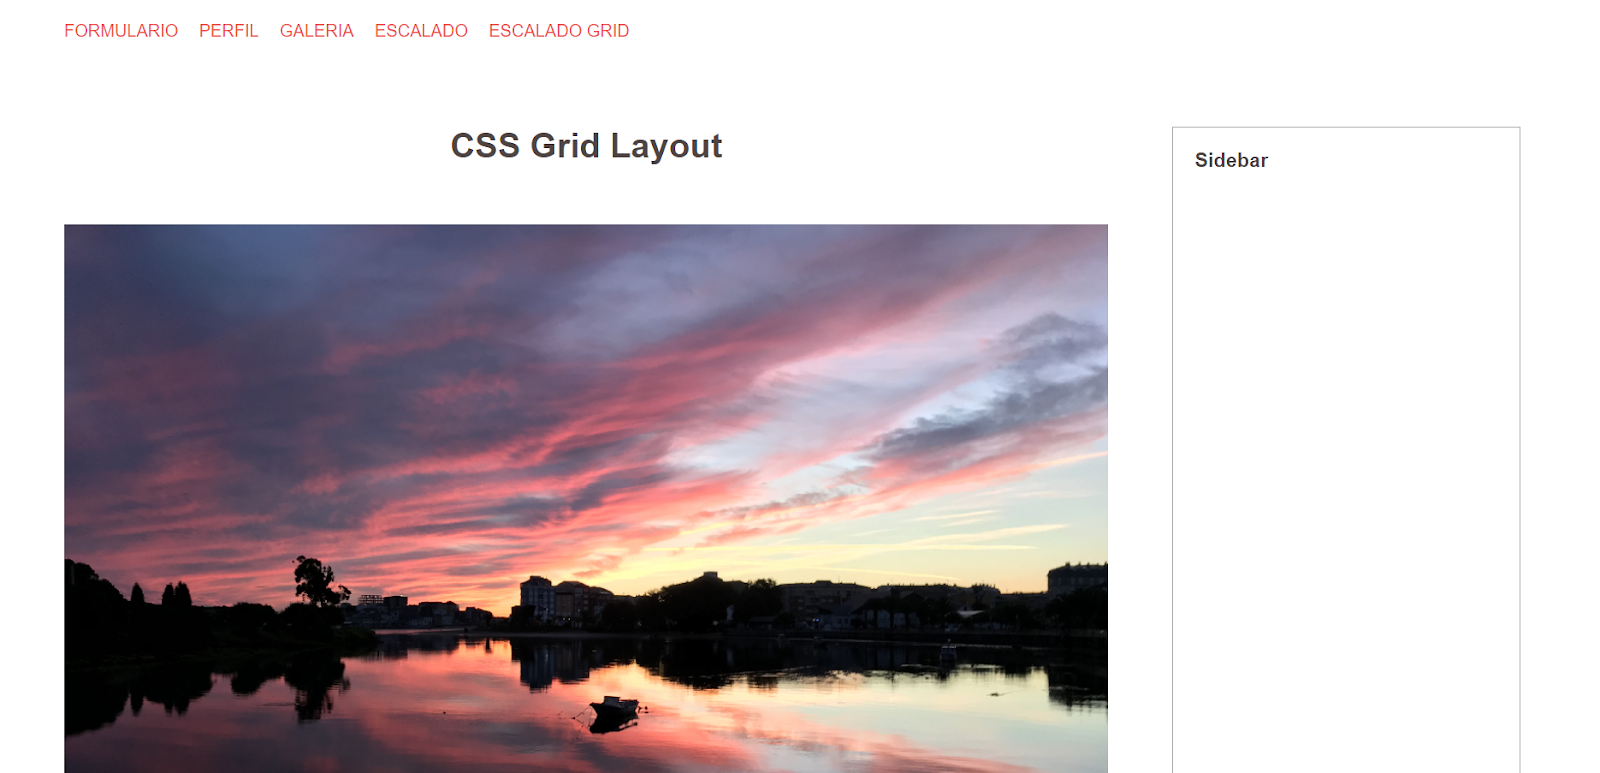 FORMULARIO PERFIL GALERIA ESCALADO ESCALADO GRID
CSS Grid Layout
Sidebar